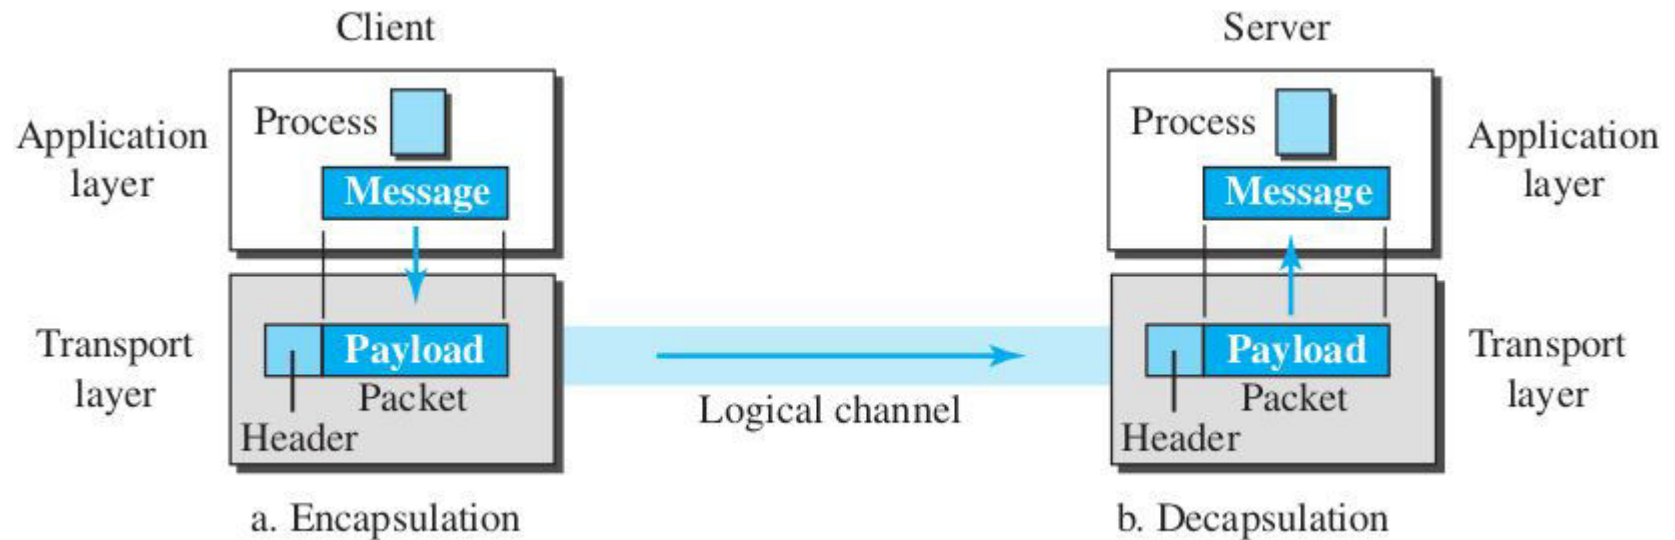 Client
Server
Application
layer
Process
Message
Process
Message
Application
layer
Transport
layer
Payload
Packet
Header
Logical channel
Payload
Packet
Header
Transport
layer
a. Encapsulation
b. Decapsulation